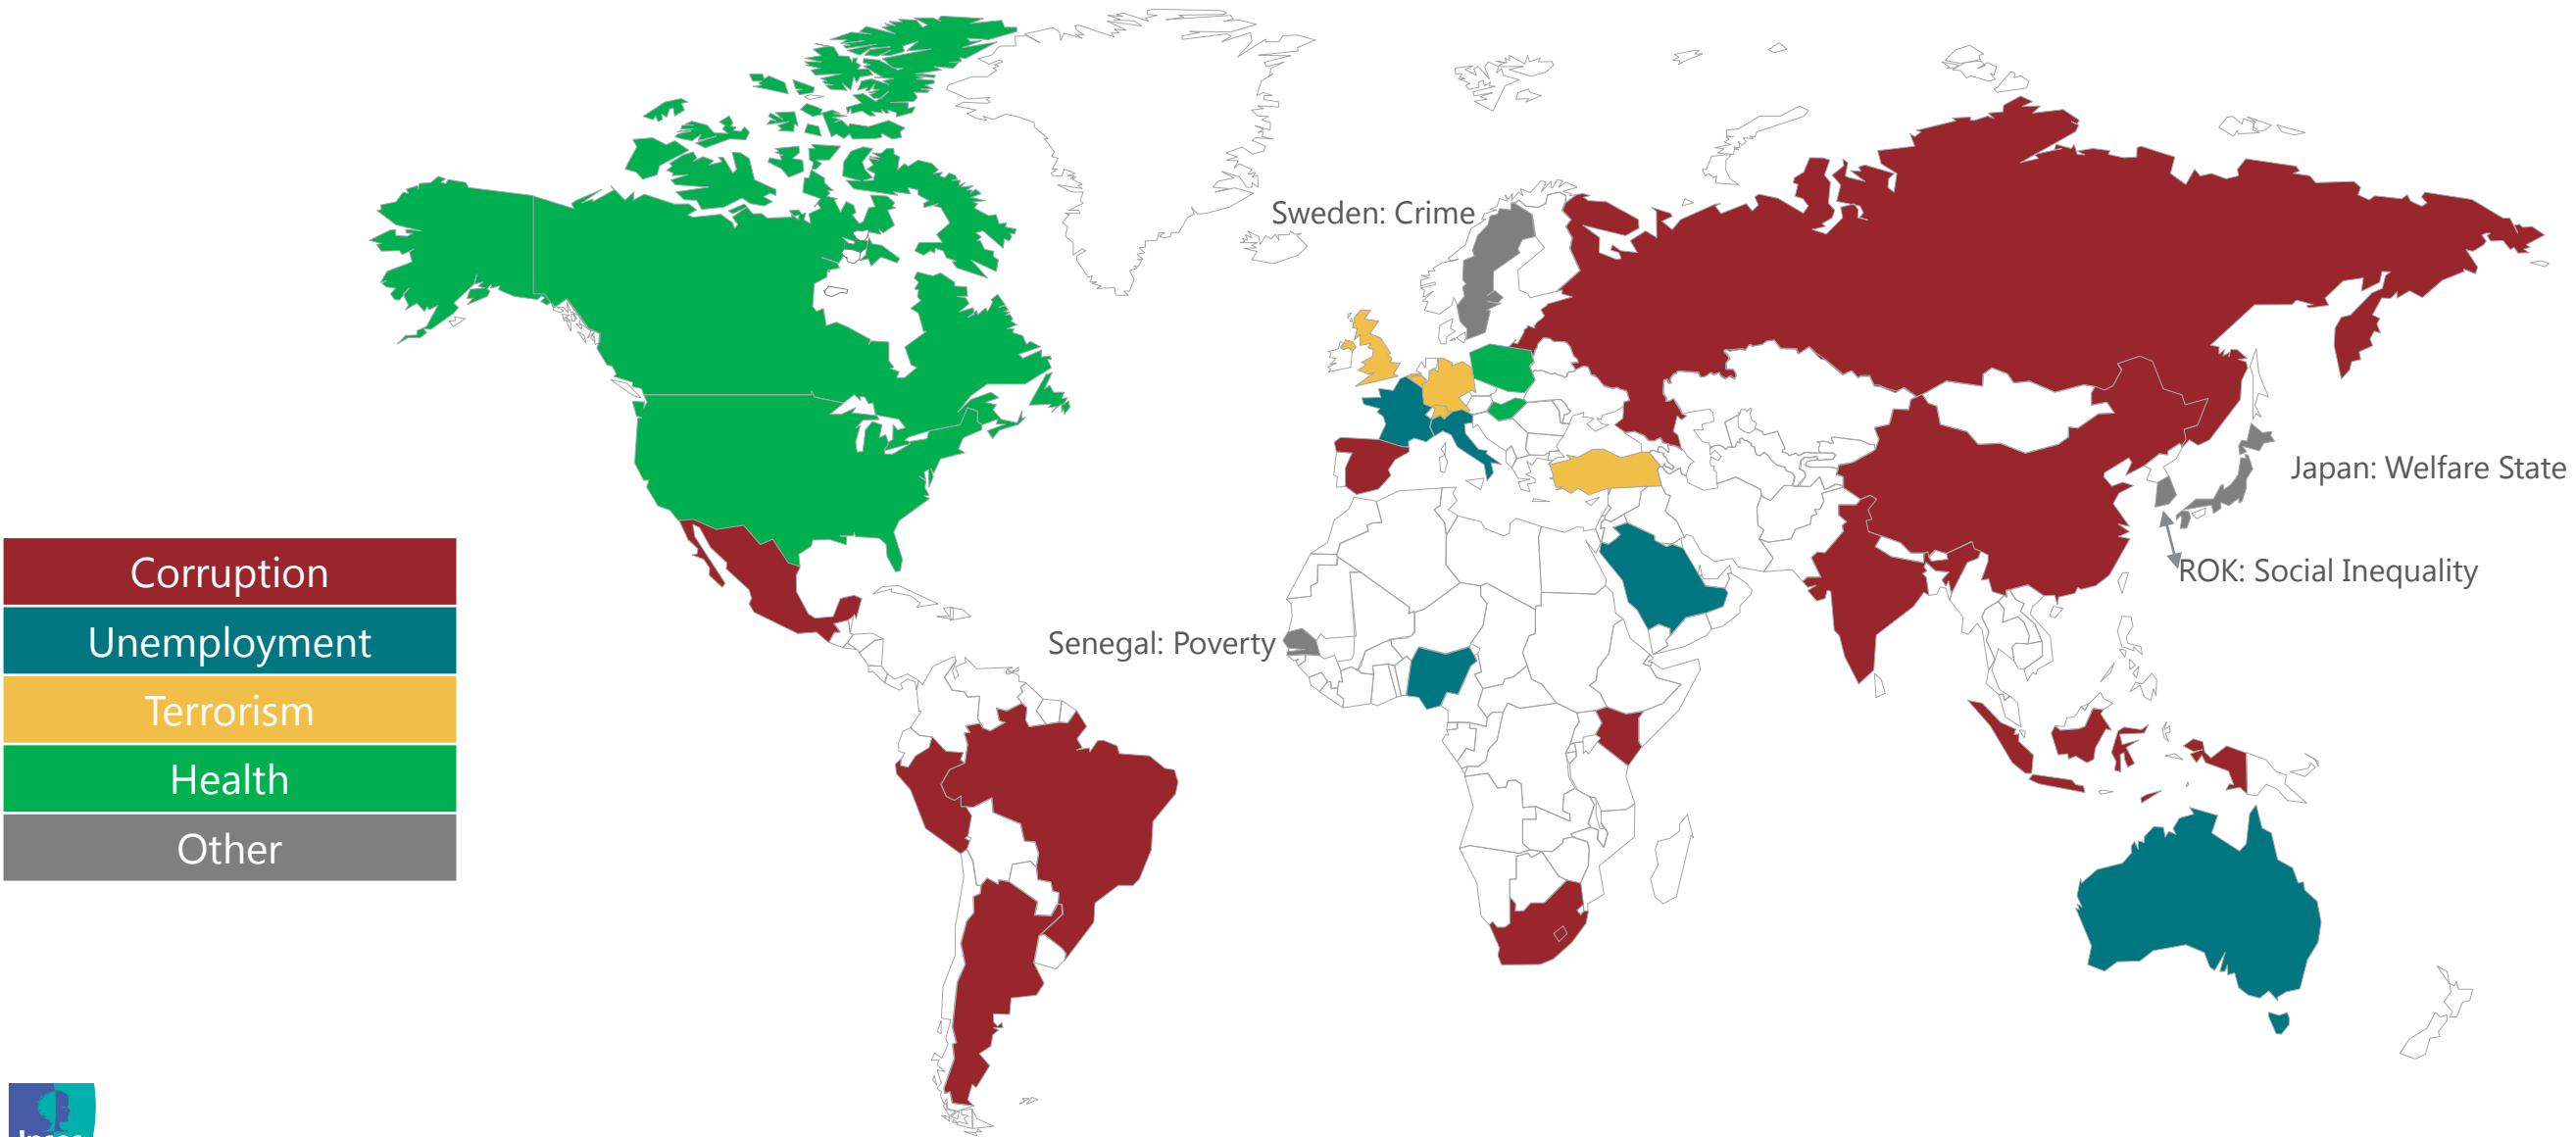 Sweden: Crime
Japan: Welfare State
ROK: Social Inequality
Senegal: Poverty
Corruption
Unemployment
Terrorism
Health
Other